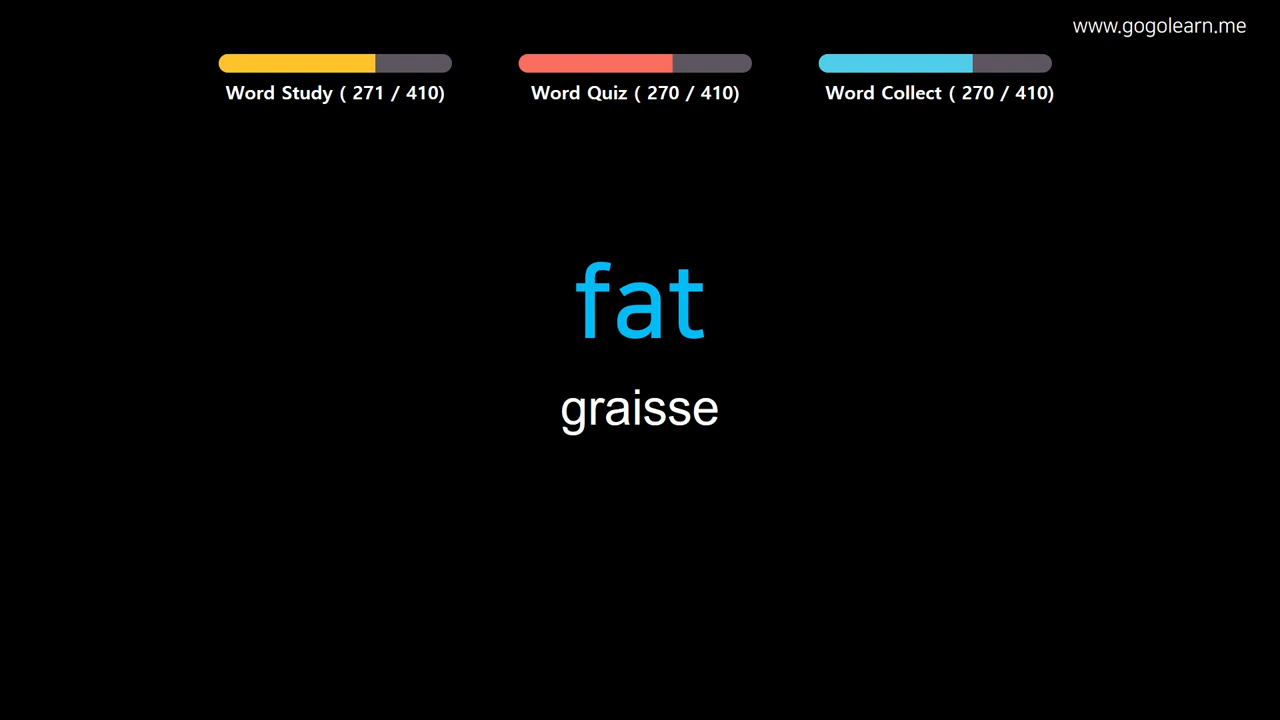 www.gogolearn.me
Word Study ( 271 / 410)
Word Quiz ( 270 / 410)
Word Collect ( 270 / 410)
fat
graisse